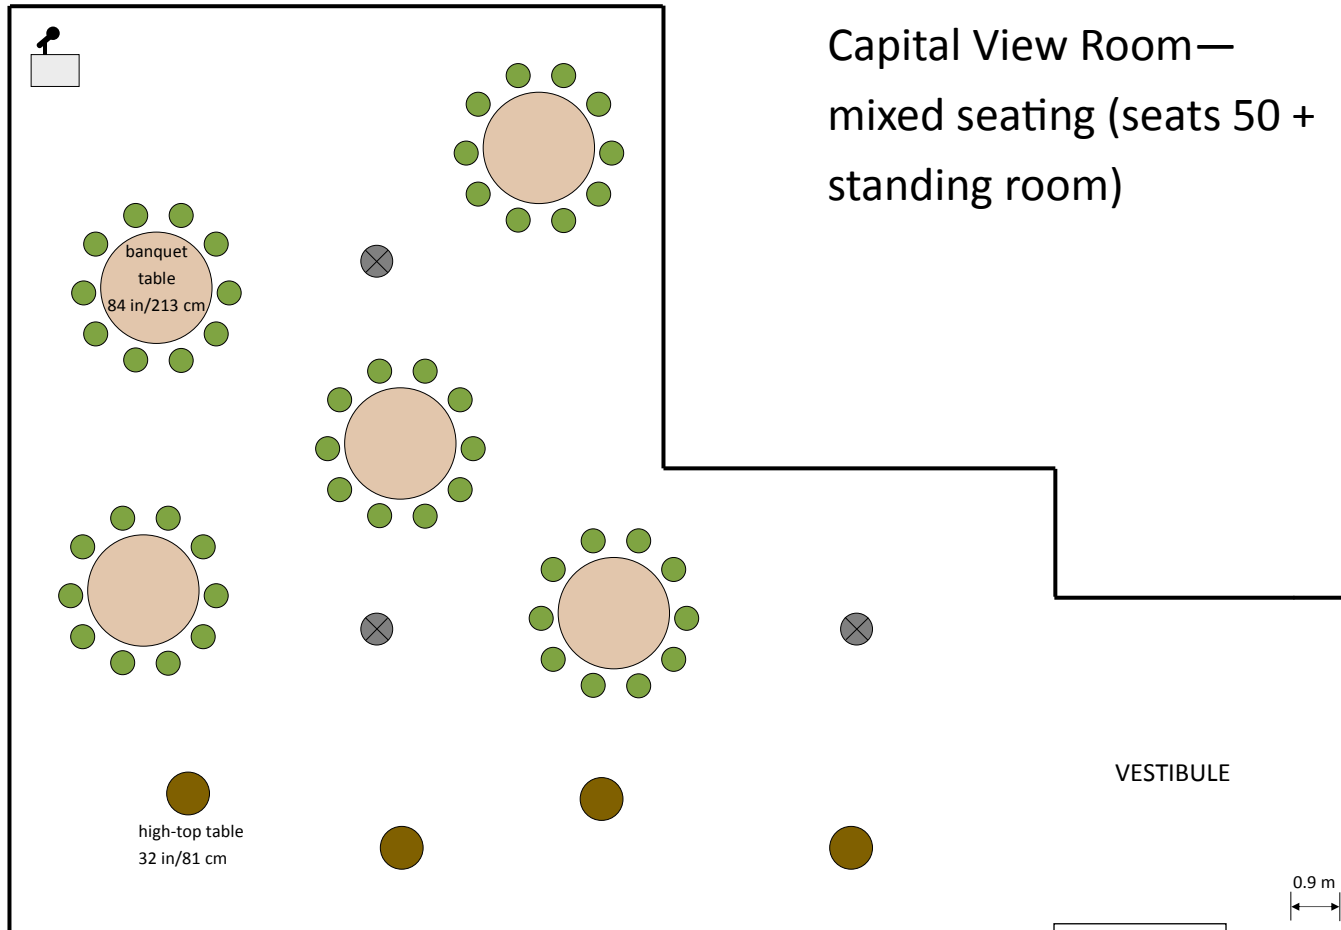 Capital View Room—
mixed seating (seats 50 +
standing room)
banquet
table
84 in/213 cm
VESTIBULE
high-top table
32 in/81 cm
0.9 m